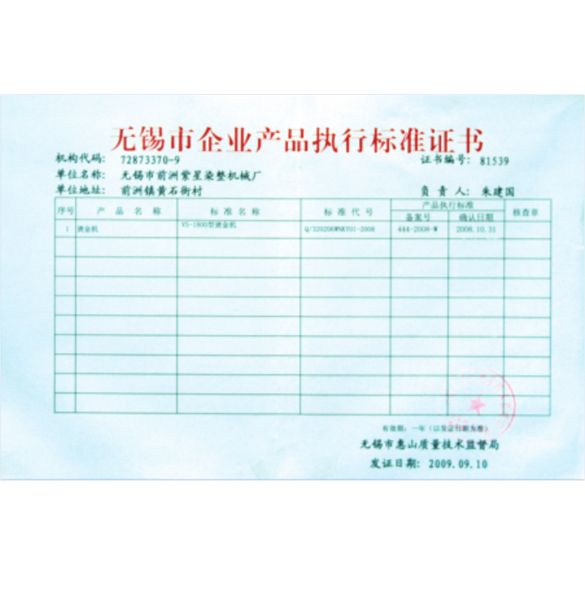 无锡市企业产品执行标准证书
机构代码: 72873370-9 证书编号: 81539
单位名称: 无锡市前洲紫星染整机械厂
单位地址: 前洲镇黄石街村 负责人: 朱建国
序号 产品名称 标准名称 标准代号 产品执行标准 核查章
备案号 确认日期
1 烫金机 YS-1800型烫金机 444-2008-W 2008.10.31
有效期: 一年（以发证日期为准）
无锡市惠山质量技术监督局
发证日期: 2009.09.10